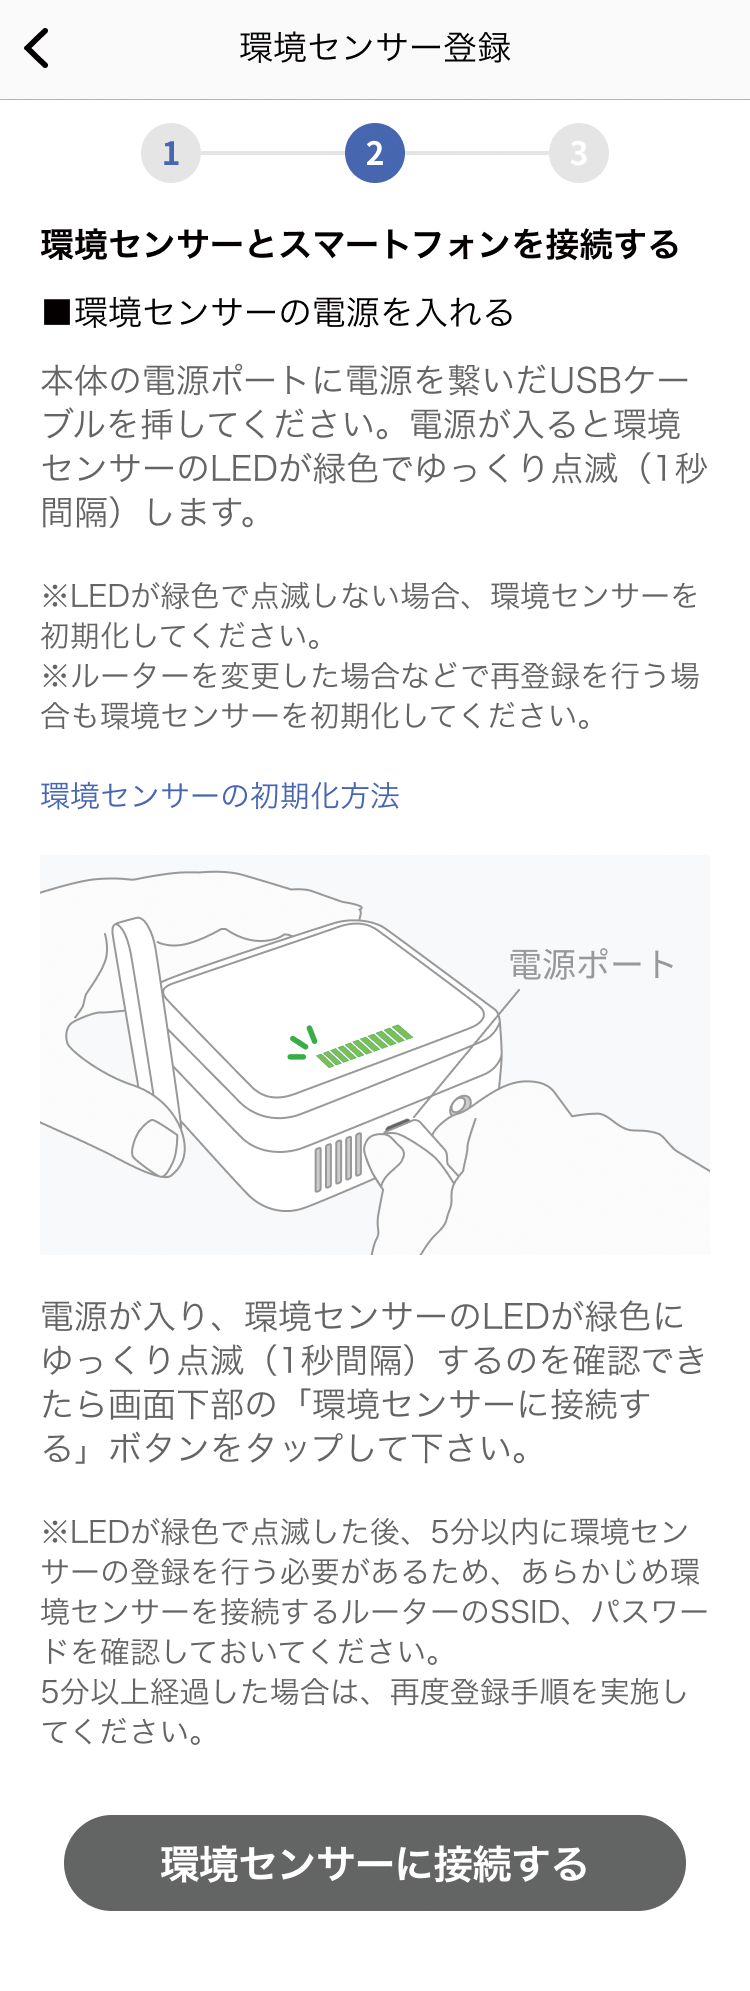 環境センサー登録
1
2
3
環境センサーとスマートフォンを接続する
■環境センサーの電源を入れる
本体の電源ポートに電源を繋いだUSBケー
ブルを挿してください。電源が入ると環境
センサーのLEDが緑色でゆっくり点滅（1秒
間隔）します。
※LEDが緑色で点滅しない場合、環境センサーを
初期化してください。
※ルーターを変更した場合などで再登録を行う場
合も環境センサーを初期化してください。
環境センサーの初期化方法
電源ポート
電源が入り、環境センサーのLEDが緑色に
ゆっくり点滅（1秒間隔）するのを確認でき
たら画面下部の「環境センサーに接続す
る」ボタンをタップして下さい。
※LEDが緑色で点滅した後、5分以内に環境セン
サーの登録を行う必要があるため、あらかじめ環
境センサーを接続するルーターのSSID、パスワー
ドを確認しておいてください。
5分以上経過した場合は、再度登録手順を実施し
てください。
環境センサーに接続する